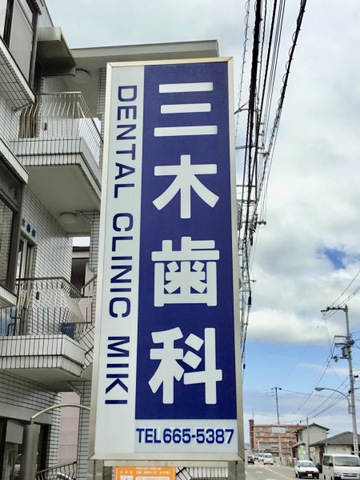 三木歯科
DENTAL CLINIC MIKI
TEL 665-5387